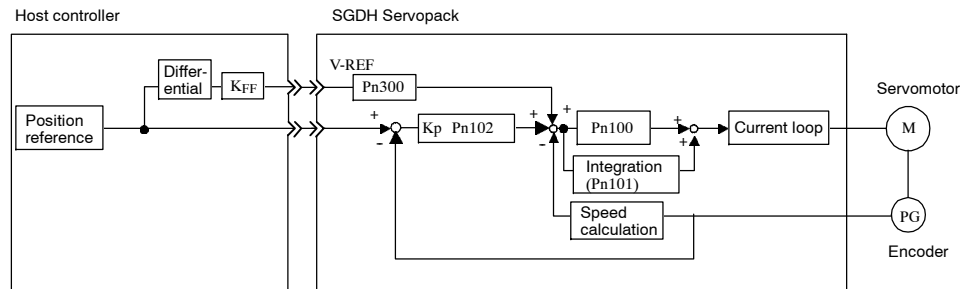 Host controller
SGDH Servopack
Differ-
ential
KFF
V-REF
Pn300
Servomotor
Position
reference
+
-
Kp Pn102
+
+
-
+
Pn100
+
+
Current loop
M
Integration
(Pn101)
Speed
calculation
PG
Encoder